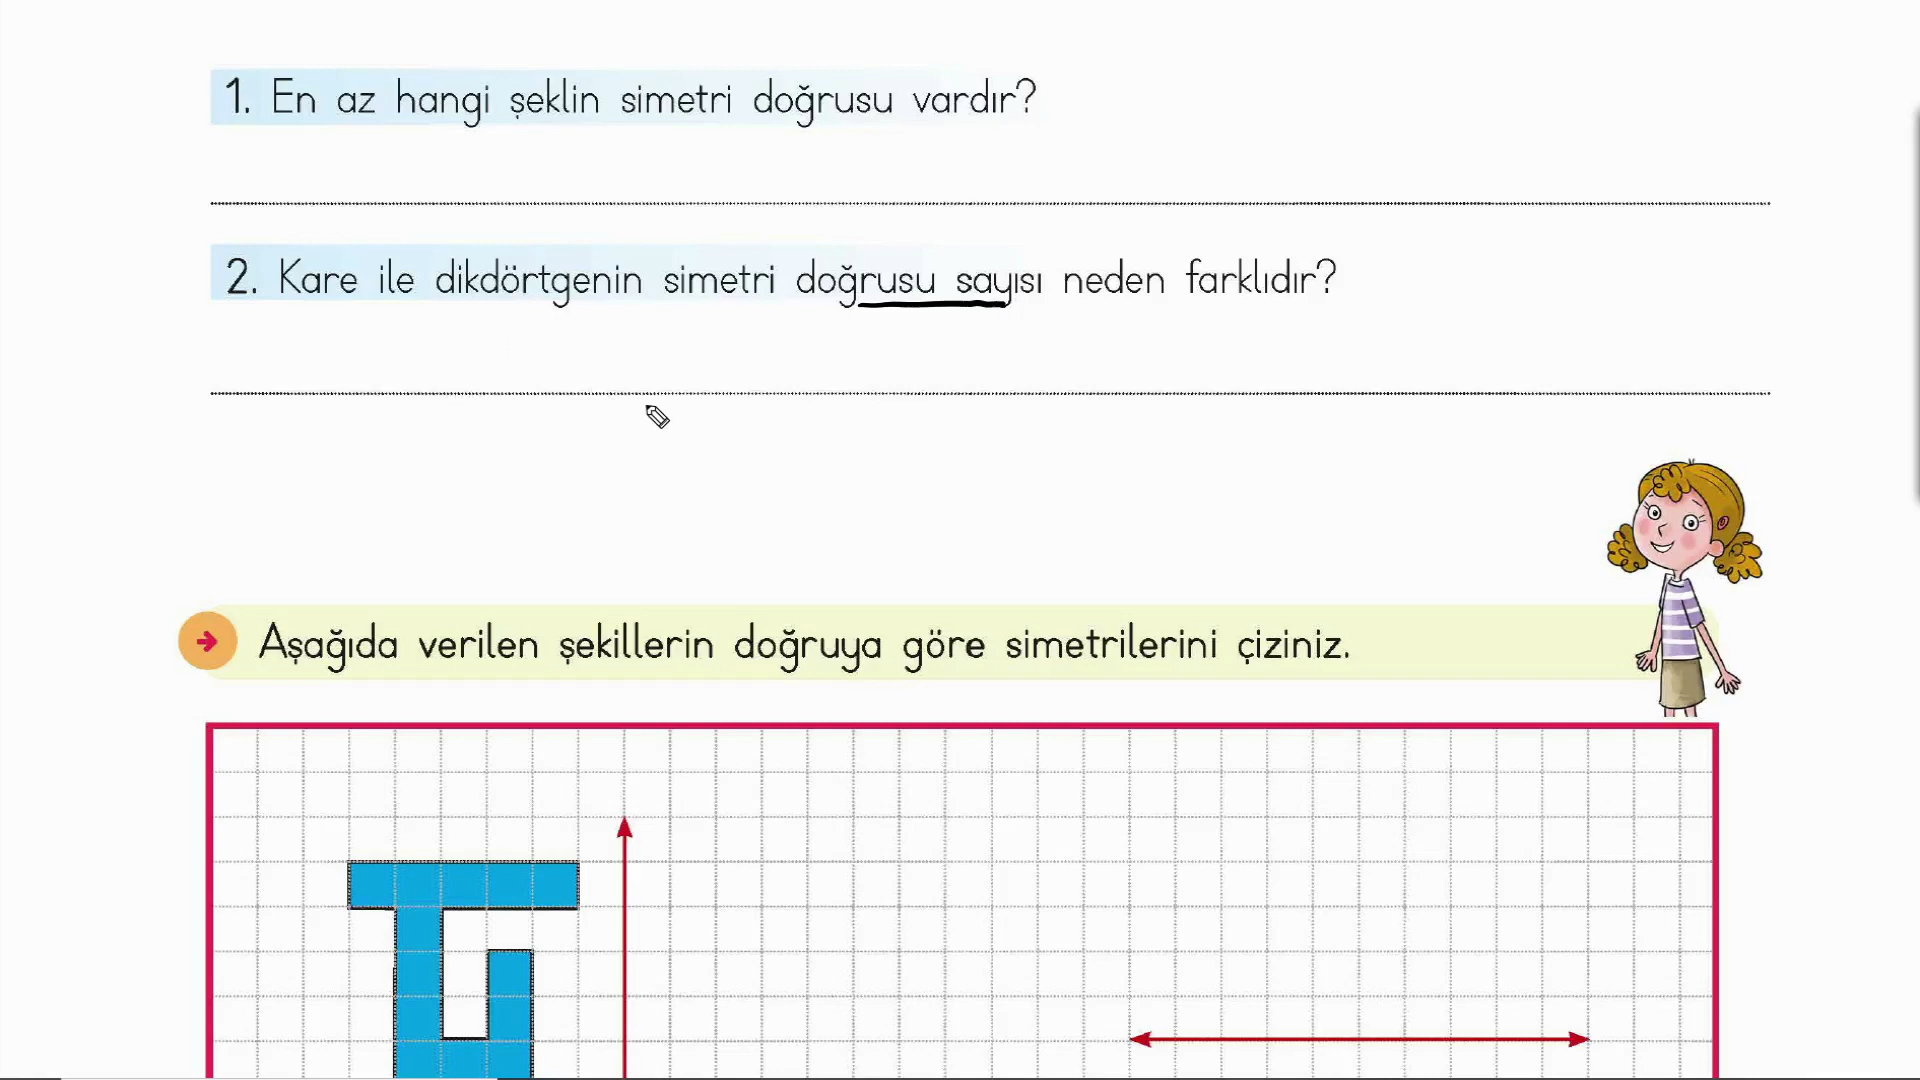 1. En az hangi şeklin simetri doğrusu vardır?
2. Kare ile dikdörtgenin simetri doğrusu sayısı neden farklıdır?
Aşağıda verilen şekillerin doğruya göre simetrilerini çiziniz.